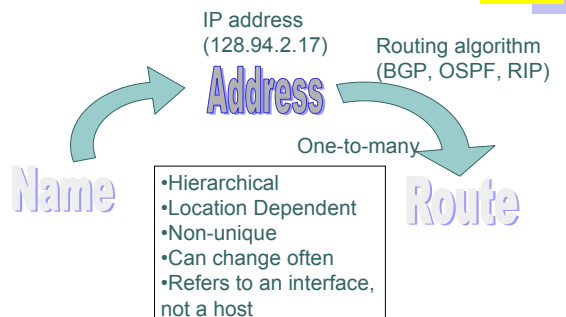 IP address
(128.94.2.17)
Routing algorithm
(BGP, OSPF, RIP)
Address
One-to-many
Name
Route
•Hierarchical
•Location Dependent
•Non-unique
•Can change often
•Refers to an interface,
not a host